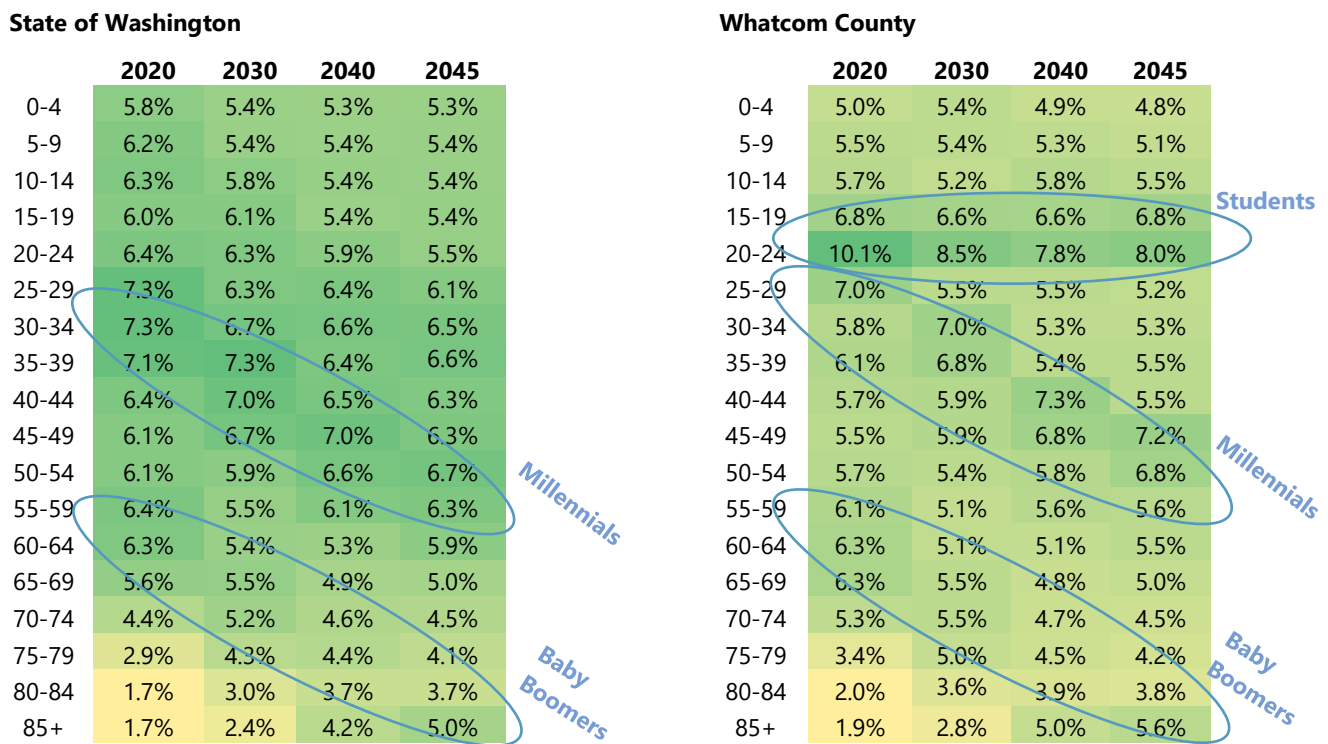 State of Washington
2020 2030 2040 2045
0-4 5.8% 5.4% 5.3% 5.3%
5-9 6.2% 5.4% 5.4% 5.4%
10-14 6.3% 5.8% 5.4% 5.4%
15-19 6.0% 6.1% 5.4% 5.4%
20-24 6.4% 6.3% 5.9% 5.5%
25-29 7.3% 6.3% 6.4% 6.1%
30-34 7.3% 6.7% 6.6% 6.5%
35-39 7.1% 7.3% 6.4% 6.6%
40-44 6.4% 7.0% 6.5% 6.3%
45-49 6.1% 6.7% 7.0% 6.3%
50-54 6.1% 5.9% 6.6% 6.7%
55-59 6.4% 5.5% 6.1% 6.3%
60-64 6.3% 5.4% 5.3% 5.9%
65-69 5.6% 5.5% 4.9% 5.0%
70-74 4.4% 5.2% 4.6% 4.5%
75-79 2.9% 4.3% 4.4% 4.1%
80-84 1.7% 3.0% 3.7% 3.7%
85+ 1.7% 2.4% 4.2% 5.0%
Millennials
Baby
Boomers
Whatcom County
2020 2030 2040 2045
0-4 5.0% 5.4% 4.9% 4.8%
5-9 5.5% 5.4% 5.3% 5.1%
10-14 5.7% 5.2% 5.8% 5.5%
15-19 6.8% 6.6% 6.6% 6.8%
20-24 10.1% 8.5% 7.8% 8.0%
25-29 7.0% 5.5% 5.5% 5.2%
30-34 5.8% 7.0% 5.3% 5.3%
35-39 6.1% 6.8% 5.4% 5.5%
40-44 5.7% 5.9% 7.3% 5.5%
45-49 5.5% 5.9% 6.8% 7.2%
50-54 5.7% 5.4% 5.8% 6.8%
55-59 6.1% 5.1% 5.6% 5.6%
60-64 6.3% 5.1% 5.1% 5.5%
65-69 6.3% 5.5% 4.8% 5.0%
70-74 5.3% 5.5% 4.7% 4.5%
75-79 3.4% 5.0% 4.5% 4.2%
80-84 2.0% 3.6% 3.9% 3.8%
85+ 1.9% 2.8% 5.0% 5.6%
Students
Millennials
Baby
Boomers